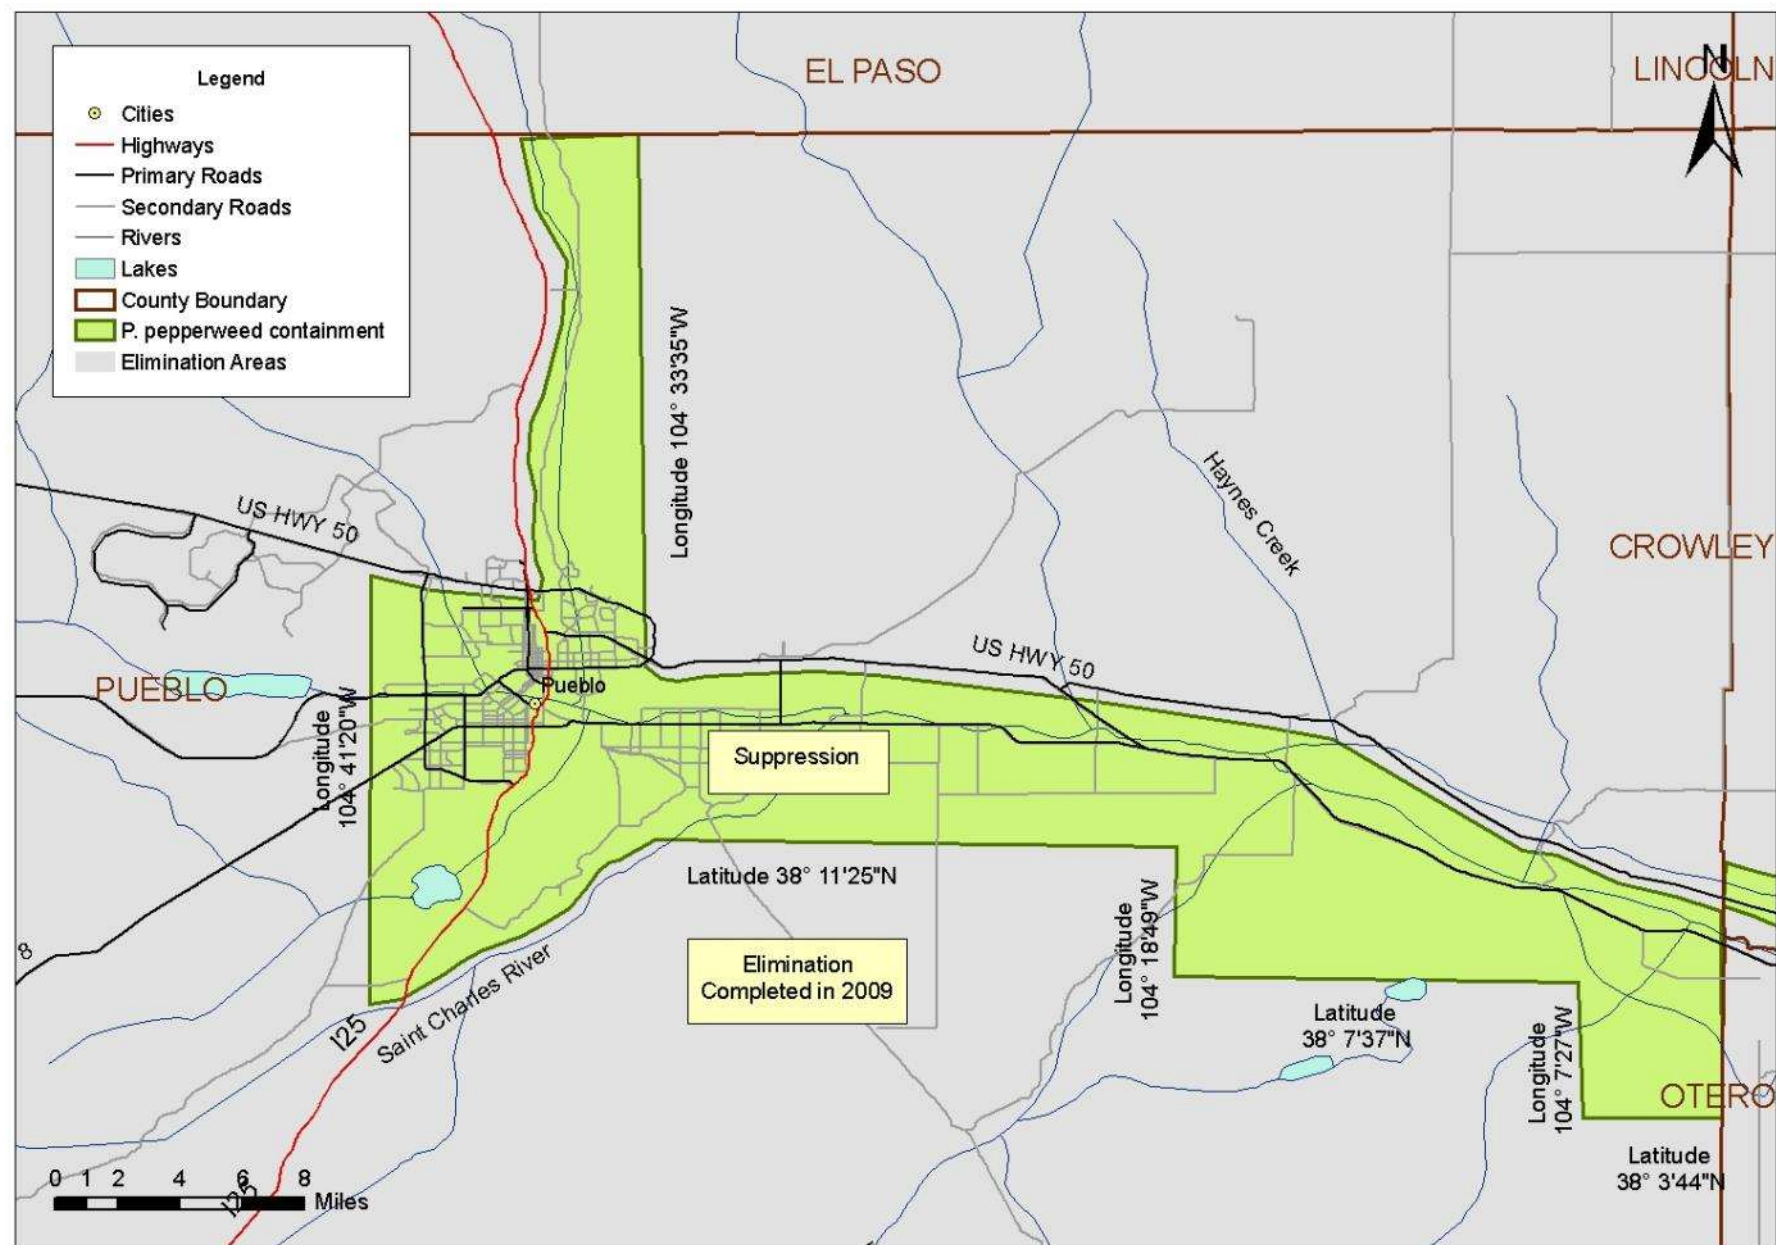 EL PASO
LINCOLN
N
Legend
Cities
Highways
Primary Roads
Secondary Roads
Rivers
Lakes
County Boundary
P. pepperweed containment
Elimination Areas
Longitude 104° 33'35"W
US HWY 50
Haynes Creek
CROWLEY
US HWY 50
PUEBLO
Pueblo
Longitude
104° 41'20"W
Suppression
Latitude 38° 11'25"N
Longitude
104° 18'49"W
8
Elimination
Completed in 2009
Saint Charles River
I25
Latitude
38° 7'37"N
Longitude
104° 7'27"W
OTERO
Latitude
38° 3'44"N
0 1 2 4 6 8
Miles
I25